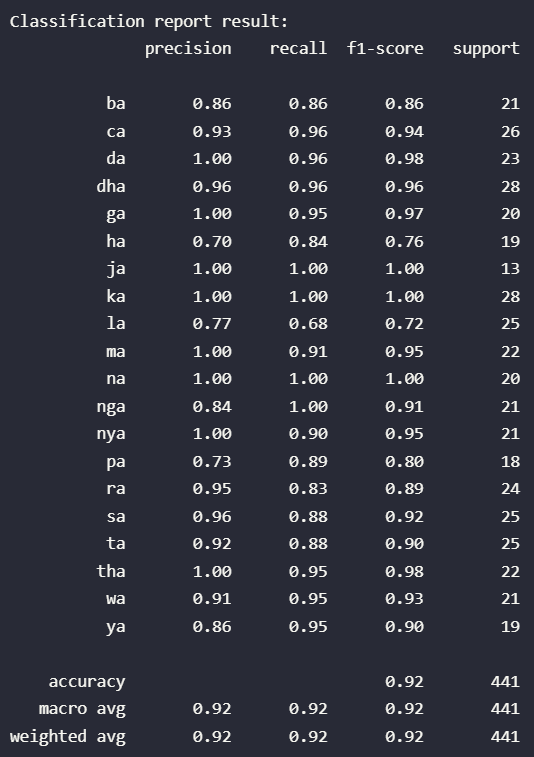 Classification report result:
precision recall f1-score support
ba 0.86 0.86 0.86 21
ca 0.93 0.96 0.94 26
da 1.00 0.96 0.98 23
dha 0.96 0.96 0.96 28
ga 1.00 0.95 0.97 20
ha 0.70 0.84 0.76 19
ja 1.00 1.00 1.00 13
ka 1.00 1.00 1.00 28
la 0.77 0.68 0.72 25
ma 1.00 0.91 0.95 22
na 1.00 1.00 1.00 20
nga 0.84 1.00 0.91 21
nya 1.00 0.90 0.95 21
pa 0.73 0.89 0.80 18
ra 0.95 0.83 0.89 24
sa 0.96 0.88 0.92 25
ta 0.92 0.88 0.90 25
tha 1.00 0.95 0.98 22
wa 0.91 0.95 0.93 21
ya 0.86 0.95 0.90 19
accuracy 0.92 441
macro avg 0.92 0.92 0.92 441
weighted avg 0.92 0.92 0.92 441